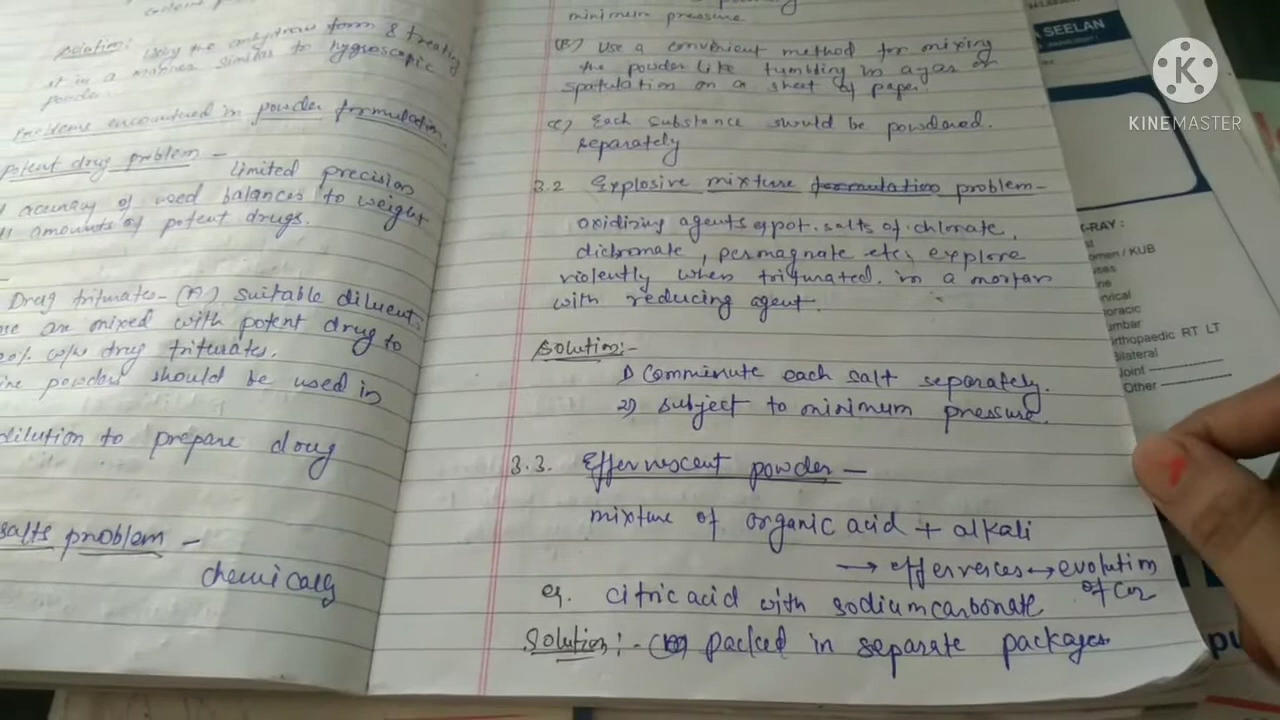 solution: Using the anhydrous form & treating
it in a manner similar to hygroscopic
powder.
Problems encountered in powder formulation.
Potent drug problem - limited precision
accuracy of used balances to weight
amounts of potent drugs.
Drug triturates - (A) suitable diluents
are mixed with potent drug to
w/w drug triturates.
powders should be used in
dilution to prepare drug
salts problem -
chemically
minimum pressure
(B) Use a convenient method for mixing
the powder like tumbling in a jar or
spatulation on a sheet of paper
(C) Each substance should be powdered.
separately
3.2 Explosive mixture formulation problem-
oxidizing agents eg pot. salts of chlorate,
dichromate, permagnate etc, explore
violently when triturated in a mortar
with reducing agent.
Solution:-
1) Comminute each salt separately.
2) subject to minimum pressure.
3.3. Effervescent powder -
mixture of organic acid + alkali
→ effervesces → evolution
of CO2
eg. citric acid with sodium carbonate
Solution:- packed in separate packages
SEELAN
X-RAY :
KUB
umbar
rthopaedic RT LT
Bilateral
Joint
Other
K
KINEMASTER